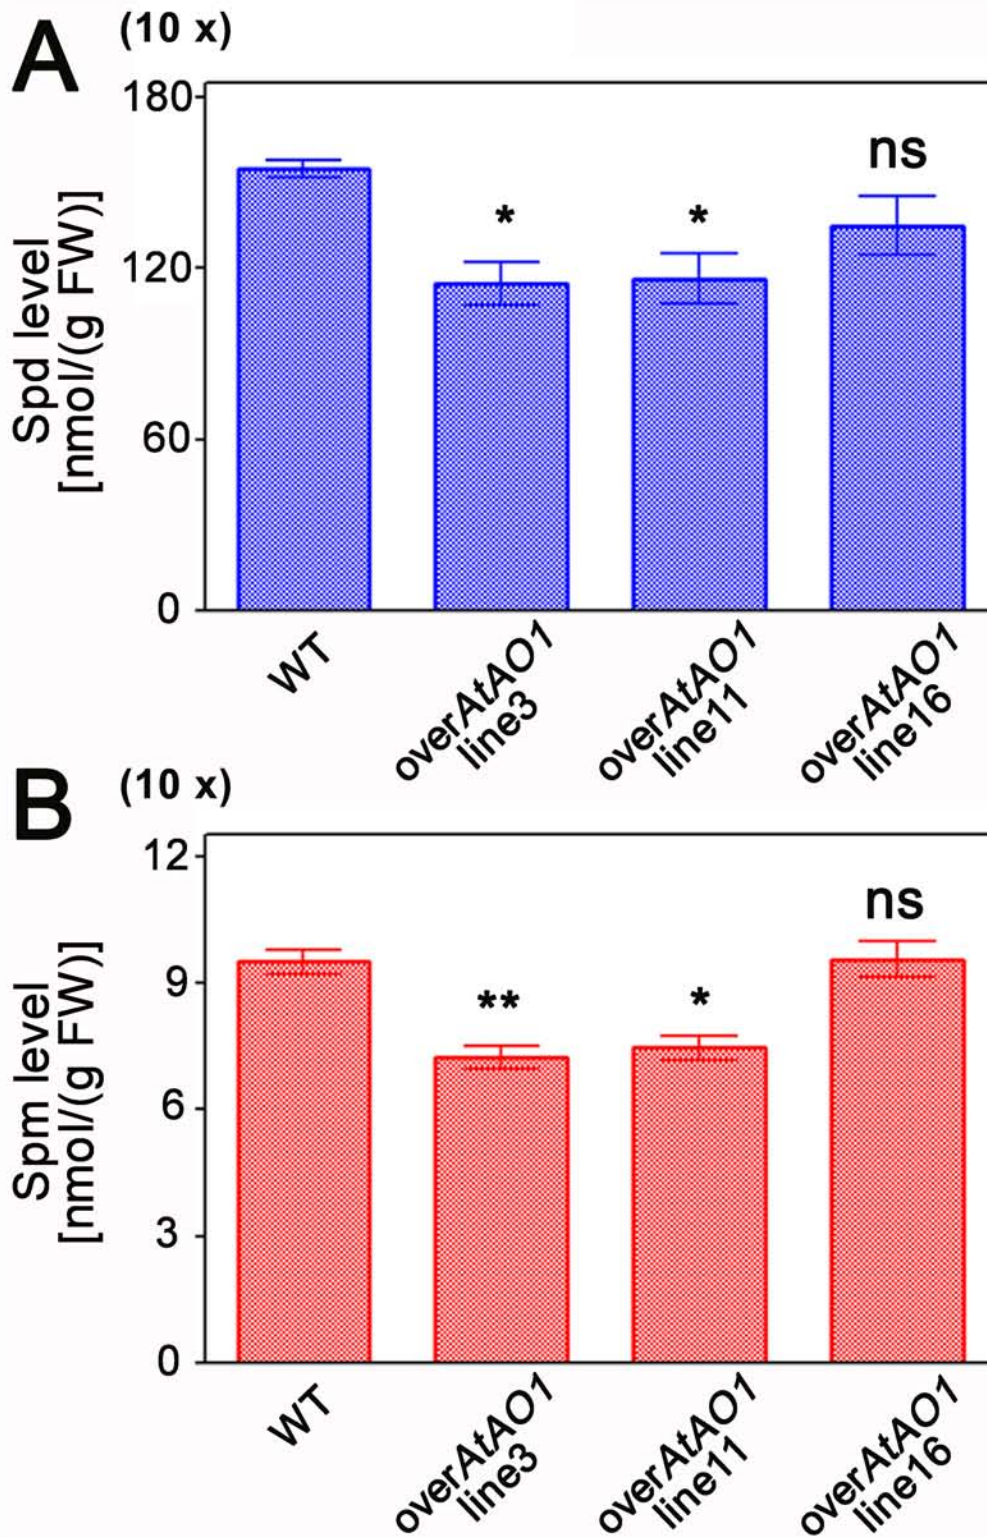 A
(10 x)
180
120
60
0
Spd level
[nmol/(g FW)]
*
*
ns
WT
overAtAO1
line3
overAtAO1
line11
overAtAO1
line16
B
(10 x)
12
9
6
3
0
Spm level
[nmol/(g FW)]
**
*
ns
WT
overAtAO1
line3
overAtAO1
line11
overAtAO1
line16